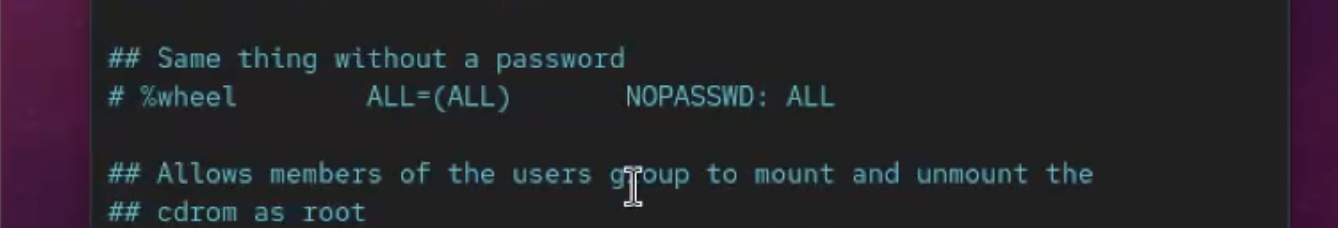 ## Same thing without a password
# %wheel        ALL=(ALL)       NOPASSWD: ALL
## Allows members of the users group to mount and unmount the
## cdrom as root